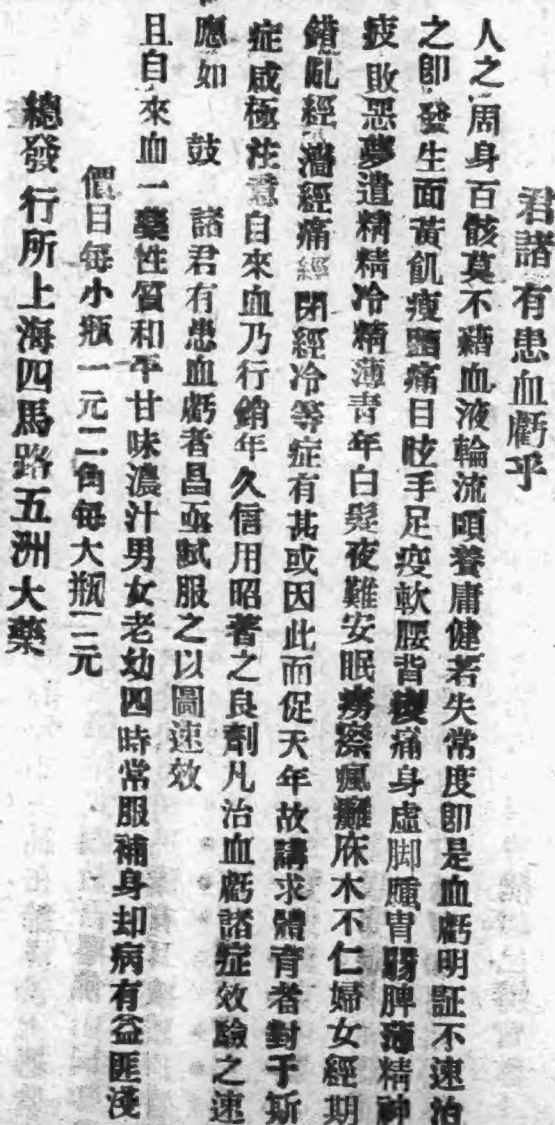 君諸有患血虧乎
人之周身百骸莫不藉血液輪流頤養庸健若失常度卽是血虧明証不速治
之卽發生面黃飢瘦頭痛目眩手足痠軟腰背痠痛身虛脚腫胃弱脾薄精神
疲敗惡夢遺精精冷精薄靑年白髮夜難安眠癆瘵瘋癱麻木不仁婦女經期
錯亂經濇經痛經閉經冷等症有甚或因此而促天年故講求體育者對于斯
症咸極注意自來血乃行銷年久信用昭著之良劑凡治血虧諸症效驗之速
應如 鼓 諸君有患血虧者昌亟試服之以圖速效
且自來血一藥性質和平甘味濃汁男女老幼四時常服補身却病有益匪淺
價目每小瓶一元二角每大瓶二元
總發行所上海四馬路五洲大藥